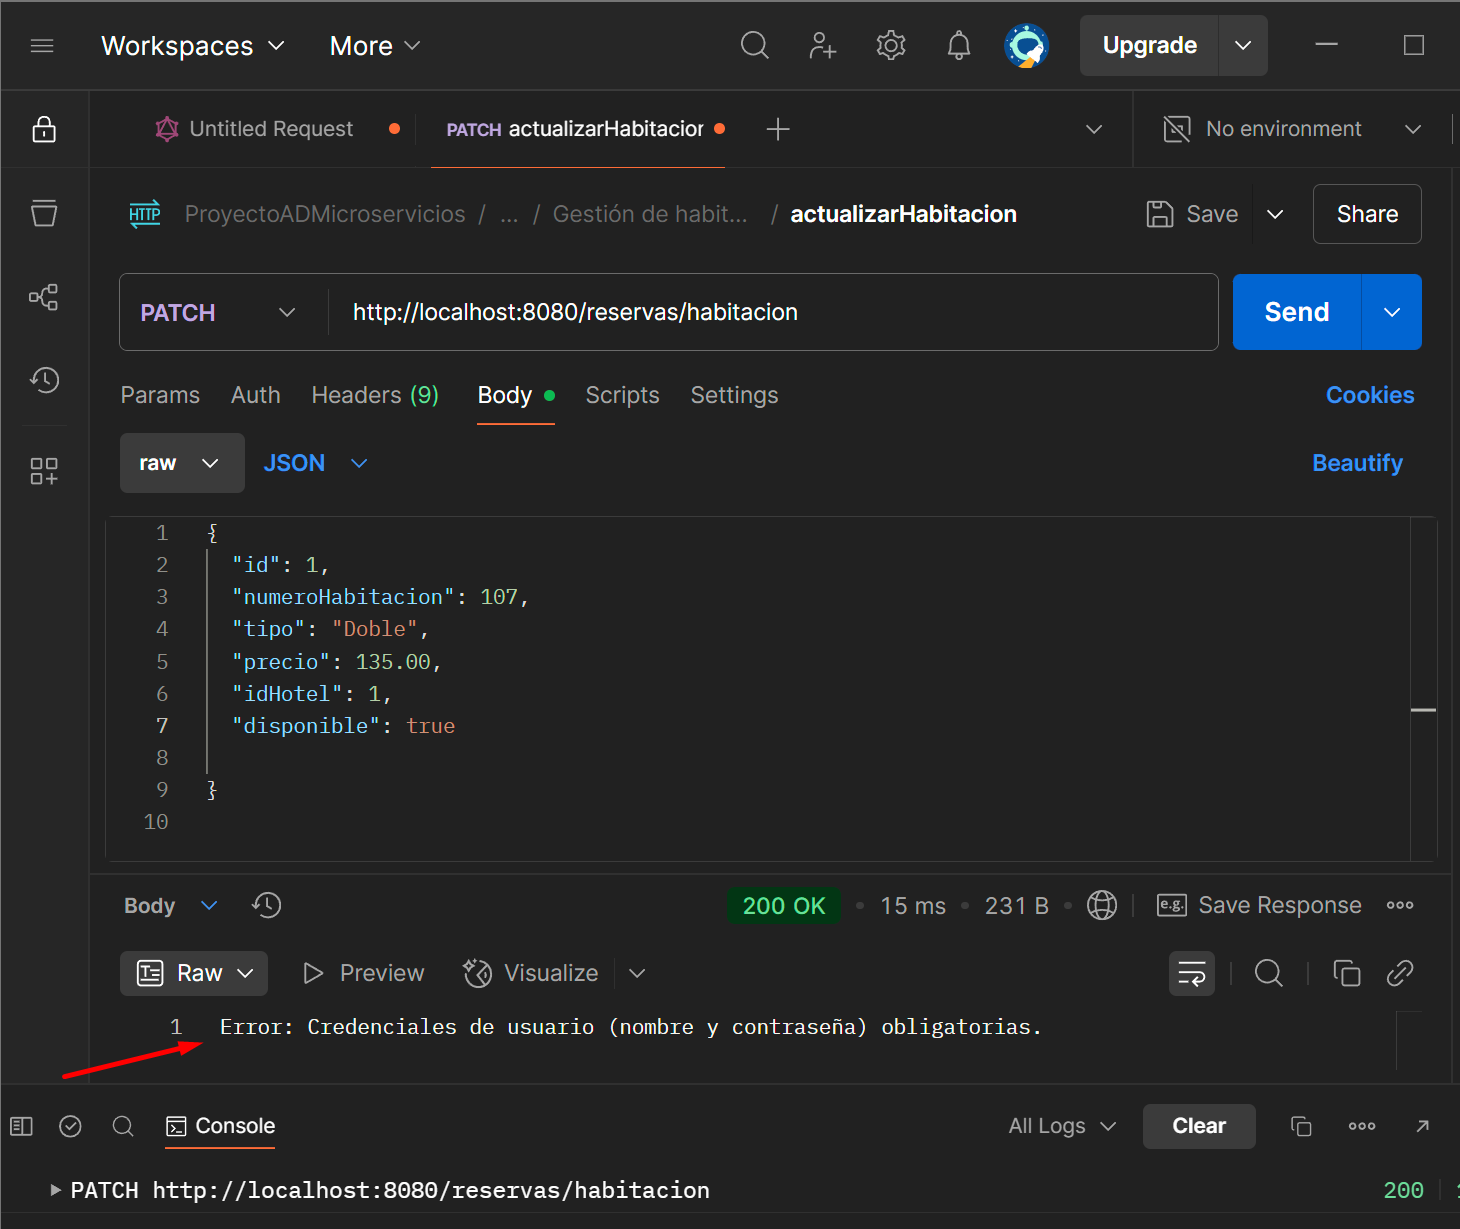 Workspaces More Upgrade
Untitled Request PATCH actualizarHabitacior No environment
HTTP ProyectoADMicroservicios / ... / Gestión de habit... / actualizarHabitacion Save Share
PATCH http://localhost:8080/reservas/habitacion Send
Params Auth Headers (9) Body Scripts Settings Cookies
raw JSON Beautify
1 {
2 "id": 1,
3 "numeroHabitacion": 107,
4 "tipo": "Doble",
5 "precio": 135.00,
6 "idHotel": 1,
7 "disponible": true
8
9 }
10
Body 200 OK • 15 ms • 231 B • e.g. Save Response
Raw Preview Visualize
1 Error: Credenciales de usuario (nombre y contraseña) obligatorias.
Console All Logs Clear
PATCH http://localhost:8080/reservas/habitacion 200